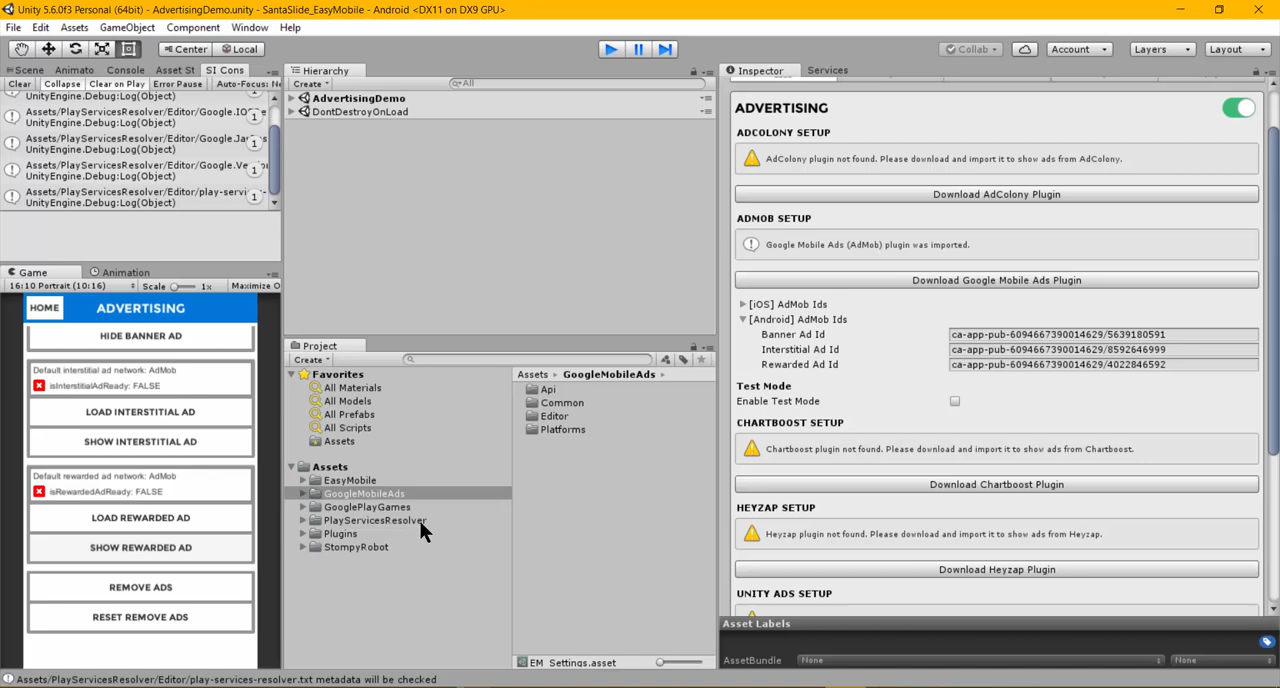 Unity 5.6.0f3 Personal (64bit) - AdvertisingDemo.unity - SantaSlide_EasyMobile - Android <DX11 on DX9 GPU>
File Edit Assets GameObject Component Window Help
Center Local Collab Account Layers Layout
Scene Animato Console Asset St SI Cons
Clear Collapse Clear on Play Error Pause Auto-Focus: N
UnityEngine.Debug:Log(Object)
Assets/PlayServicesResolver/Editor/Google.IOS 1
UnityEngine.Debug:Log(Object)
Assets/PlayServicesResolver/Editor/Google.Jar 1
UnityEngine.Debug:Log(Object)
Assets/PlayServicesResolver/Editor/Google.Ve 1
UnityEngine.Debug:Log(Object)
Assets/PlayServicesResolver/Editor/play-servi 1
UnityEngine.Debug:Log(Object)
Game Animation
16:10 Portrait (10:16) Scale 1x Maximize O
HOME ADVERTISING
HIDE BANNER AD
Default interstitial ad network: AdMob
isInterstitialAdReady: FALSE
LOAD INTERSTITIAL AD
SHOW INTERSTITIAL AD
Default rewarded ad network: AdMob
isRewardedAdReady: FALSE
LOAD REWARDED AD
SHOW REWARDED AD
REMOVE ADS
RESET REMOVE ADS
Hierarchy
Create All
AdvertisingDemo
DontDestroyOnLoad
Project
Create
Favorites
All Materials
All Models
All Prefabs
All Scripts
Assets
Assets
EasyMobile
GoogleMobileAds
GooglePlayGames
PlayServicesResolver
Plugins
StompyRobot
Assets GoogleMobileAds
Api
Common
Editor
Platforms
EM_Settings.asset
Inspector Services
ADVERTISING
ADCOLONY SETUP
AdColony plugin not found. Please download and import it to show ads from AdColony.
Download AdColony Plugin
ADMOB SETUP
Google Mobile Ads (AdMob) plugin was imported.
Download Google Mobile Ads Plugin
[iOS] AdMob Ids
[Android] AdMob Ids
Banner Ad Id ca-app-pub-6094667390014629/5639180591
Interstitial Ad Id ca-app-pub-6094667390014629/8592646999
Rewarded Ad Id ca-app-pub-6094667390014629/4022846592
Test Mode
Enable Test Mode
CHARTBOOST SETUP
Chartboost plugin not found. Please download and import it to show ads from Chartboost.
Download Chartboost Plugin
HEYZAP SETUP
Heyzap plugin not found. Please download and import it to show ads from Heyzap.
Download Heyzap Plugin
UNITY ADS SETUP
Asset Labels
AssetBundle None None
Assets/PlayServicesResolver/Editor/play-services-resolver.txt metadata will be checked